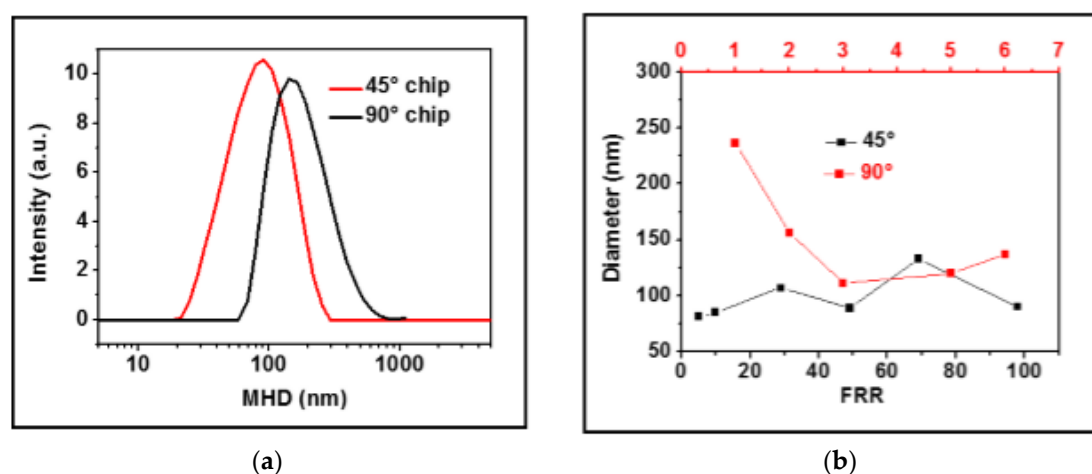 0 1 2 3 4 5 6 7
10
8
6
4
2
0
Intensity (a.u.)
45° chip
90° chip
10 100 1000
MHD (nm)
300
250
200
150
100
50
Diameter (nm)
45°
90°
0 20 40 60 80 100
FRR
(a) (b)